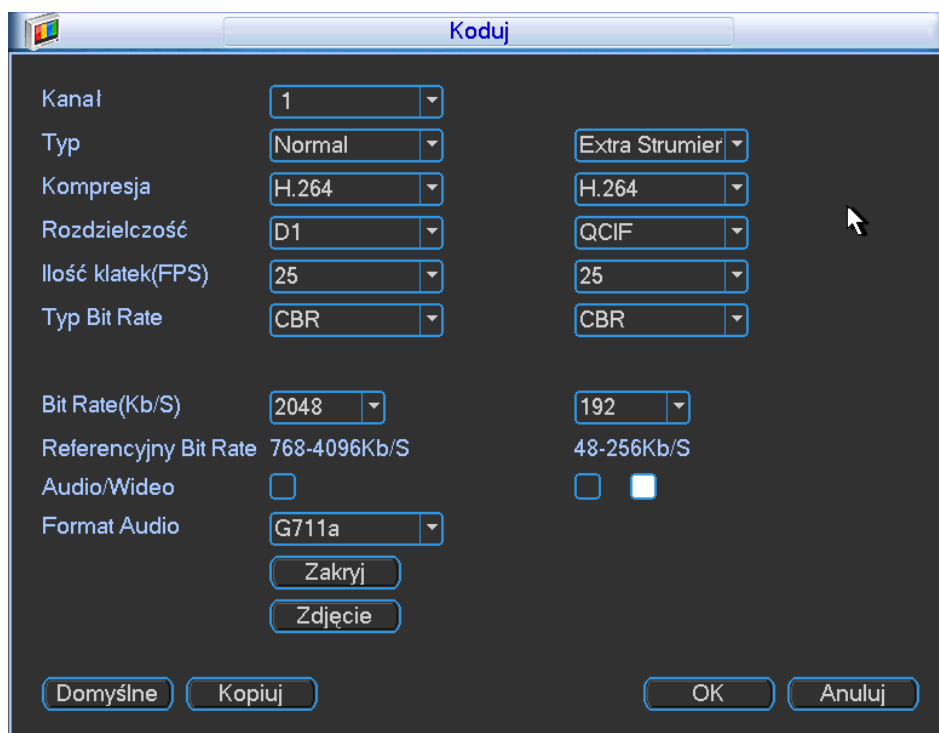 Koduj
Kanał 1
Typ Normal Extra Strumier
Kompresja H.264 H.264
Rozdzielczość D1 QCIF
Ilość klatek(FPS) 25 25
Typ Bit Rate CBR CBR
Bit Rate(Kb/S) 2048 192
Referencyjny Bit Rate 768-4096Kb/S 48-256Kb/S
Audio/Wideo
Format Audio G711a
Zakryj
Zdjęcie
Domyślne Kopiuj OK Anuluj